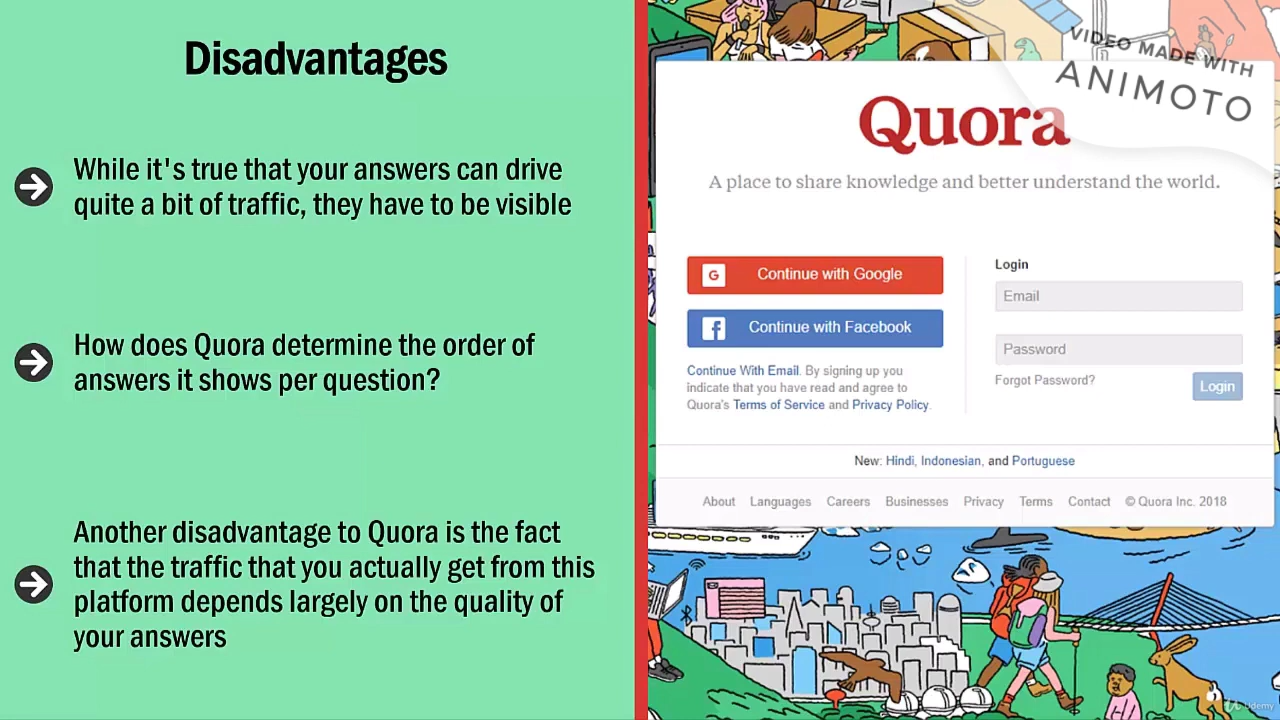 Disadvantages
While it's true that your answers can drive
quite a bit of traffic, they have to be visible
How does Quora determine the order of
answers it shows per question?
Another disadvantage to Quora is the fact
that the traffic that you actually get from this
platform depends largely on the quality of
your answers
VIDEO MADE WITH
ANIMOTO
Quora
A place to share knowledge and better understand the world.
G Continue with Google
f Continue with Facebook
Continue With Email. By signing up you
indicate that you have read and agree to
Quora's Terms of Service and Privacy Policy.
Login
Email
Password
Forgot Password?
Login
New: Hindi, Indonesian, and Portuguese
About Languages Careers Businesses Privacy Terms Contact © Quora Inc. 2018
Udemy